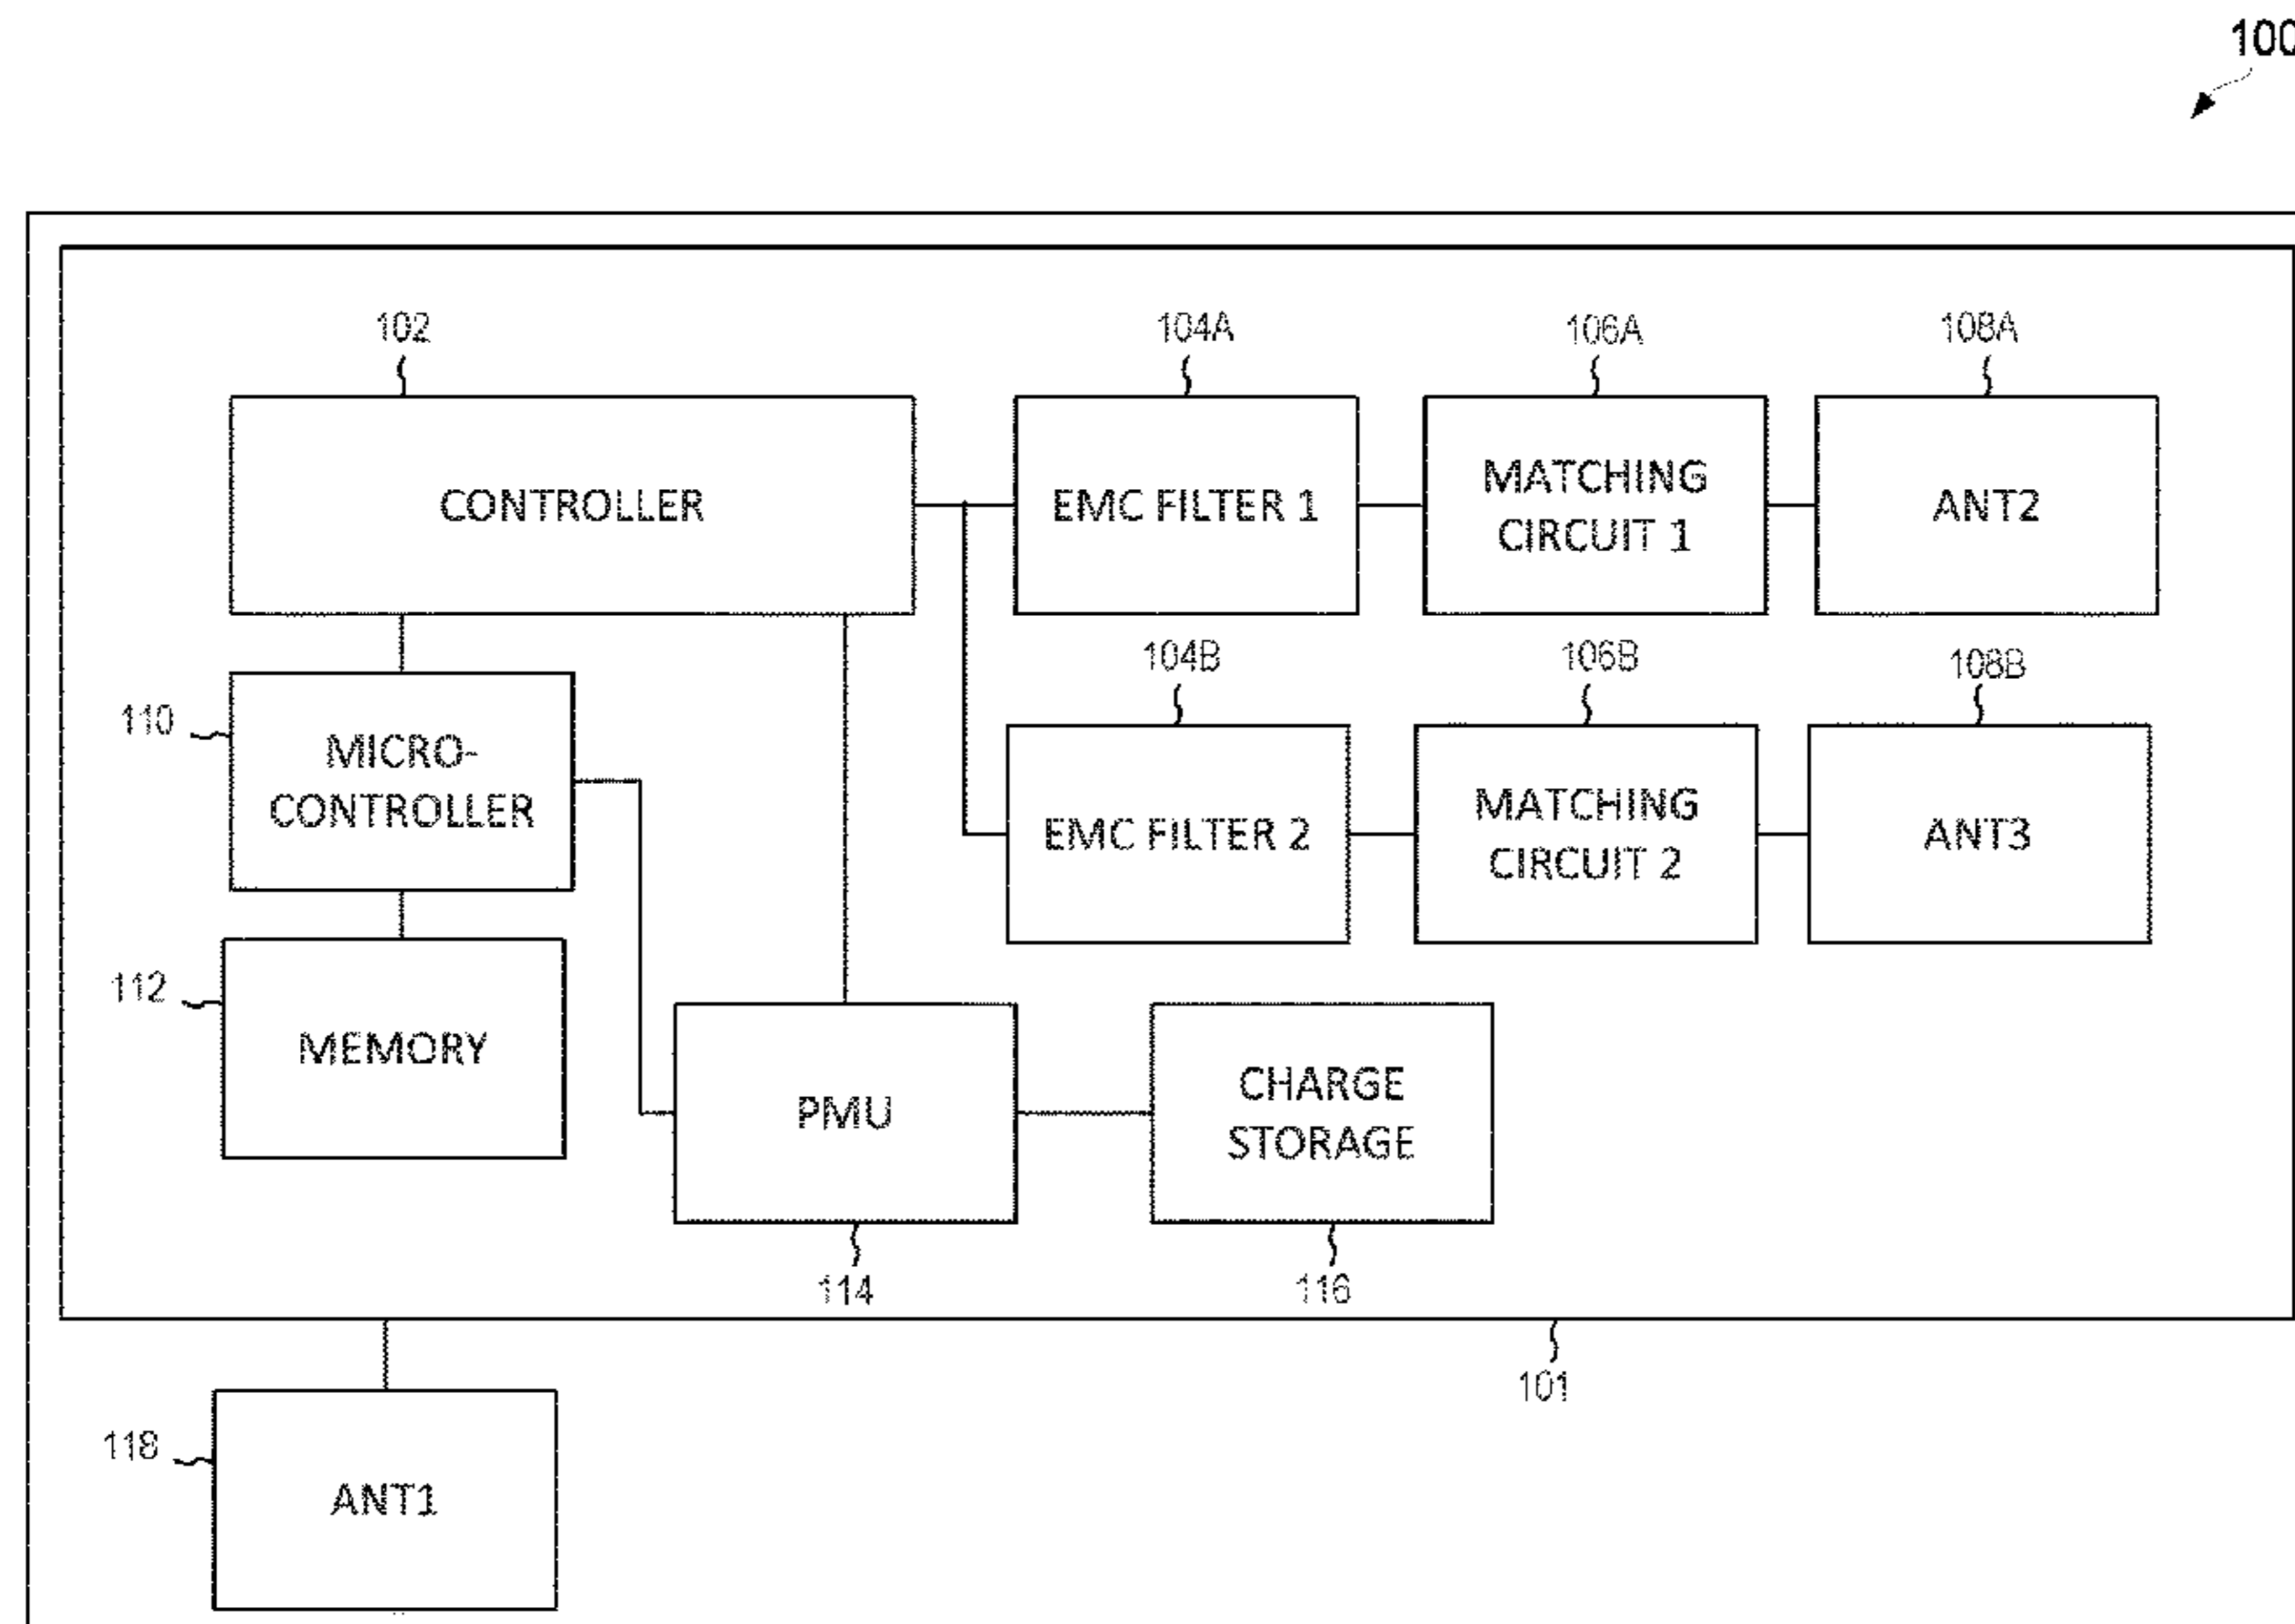 100
102
104A
106A
108A
CONTROLLER
EMC FILTER 1
MATCHING
CIRCUIT 1
ANT2
104B
106B
108B
110
MICRO-
CONTROLLER
EMC FILTER 2
MATCHING
CIRCUIT 2
ANT3
112
MEMORY
PMU
CHARGE
STORAGE
114
116
101
118
ANT1